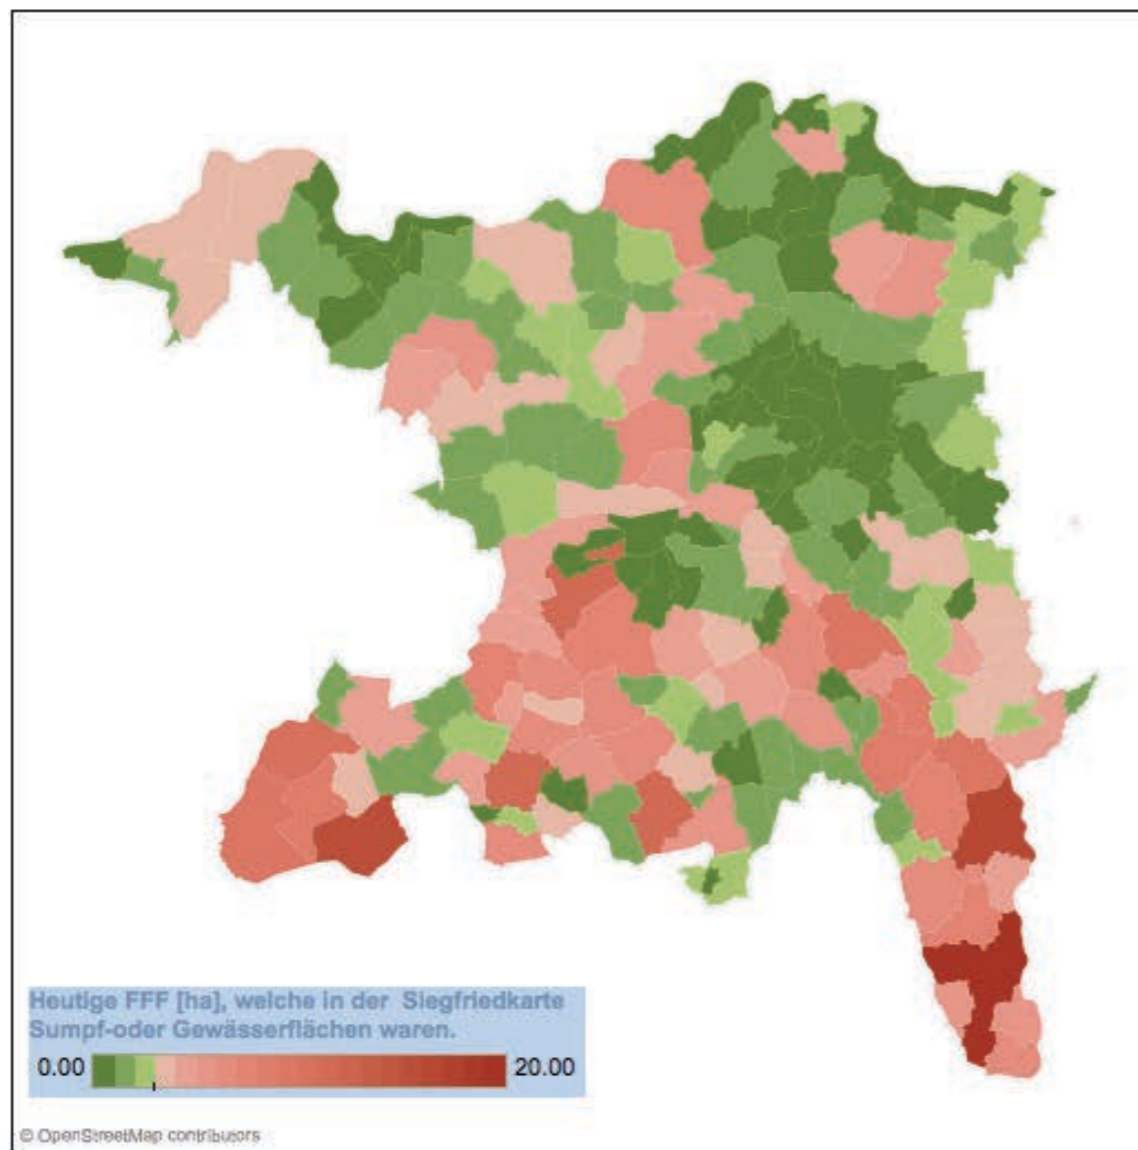 Heutige FFF [ha], welche in der Siegfriedkarte
Sumpf-oder Gewässerflächen waren.
0.00 20.00
© OpenStreetMap contributors